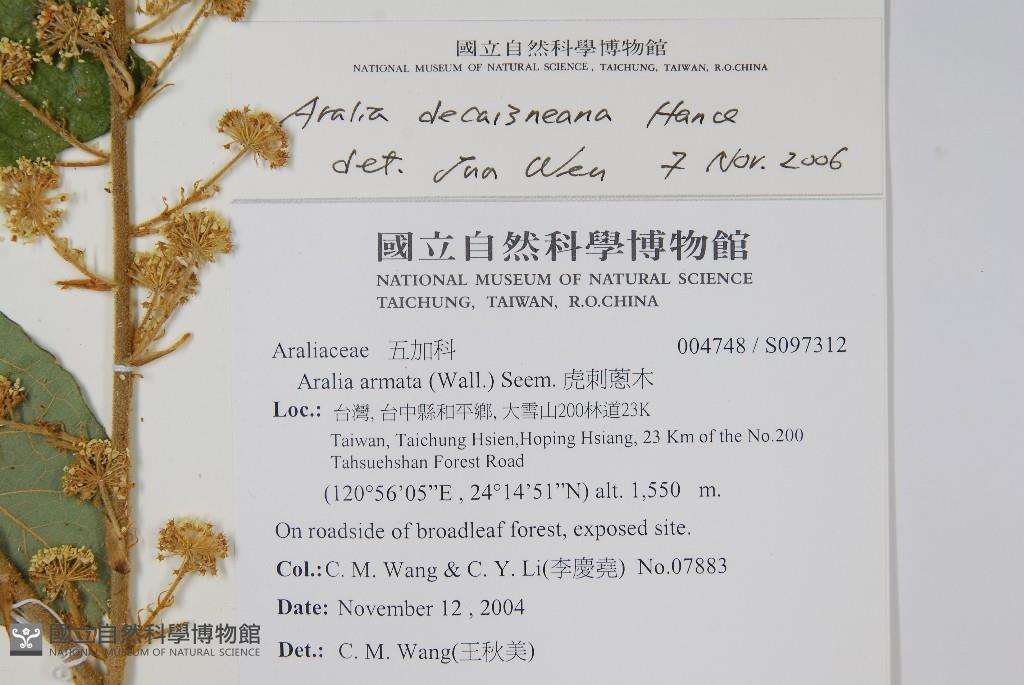 國立自然科學博物館
NATIONAL MUSEUM OF NATURAL SCIENCE, TAICHUNG, TAIWAN, R.O.CHINA
Aralia decaisneana Hance
det. Jun Wen 7 Nov. 2006
國立自然科學博物館
NATIONAL MUSEUM OF NATURAL SCIENCE
TAICHUNG, TAIWAN, R.O.CHINA
Araliaceae 五加科 004748 / S097312
Aralia armata (Wall.) Seem. 虎刺蔥木
Loc.: 台灣, 台中縣和平鄉, 大雪山200林道23K
Taiwan, Taichung Hsien,Hoping Hsiang, 23 Km of the No.200
Tahsuehshan Forest Road
(120°56’05”E , 24°14’51”N) alt. 1,550 m.
On roadside of broadleaf forest, exposed site.
Col.:C. M. Wang & C. Y. Li(李慶堯) No.07883
Date: November 12 , 2004
Det.: C. M. Wang(王秋美)
國立自然科學博物館
NATIONAL MUSEUM OF NATURAL SCIENCE